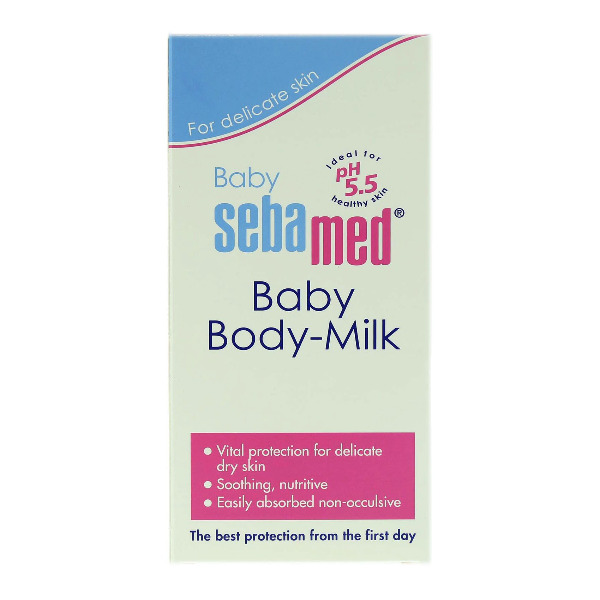 For delicate skin
Baby
sebamed®
Ideal for
pH
5.5
healthy skin
Baby
Body-Milk
• Vital protection for delicate
dry skin
• Soothing, nutritive
• Easily absorbed non-occulsive
The best protection from the first day